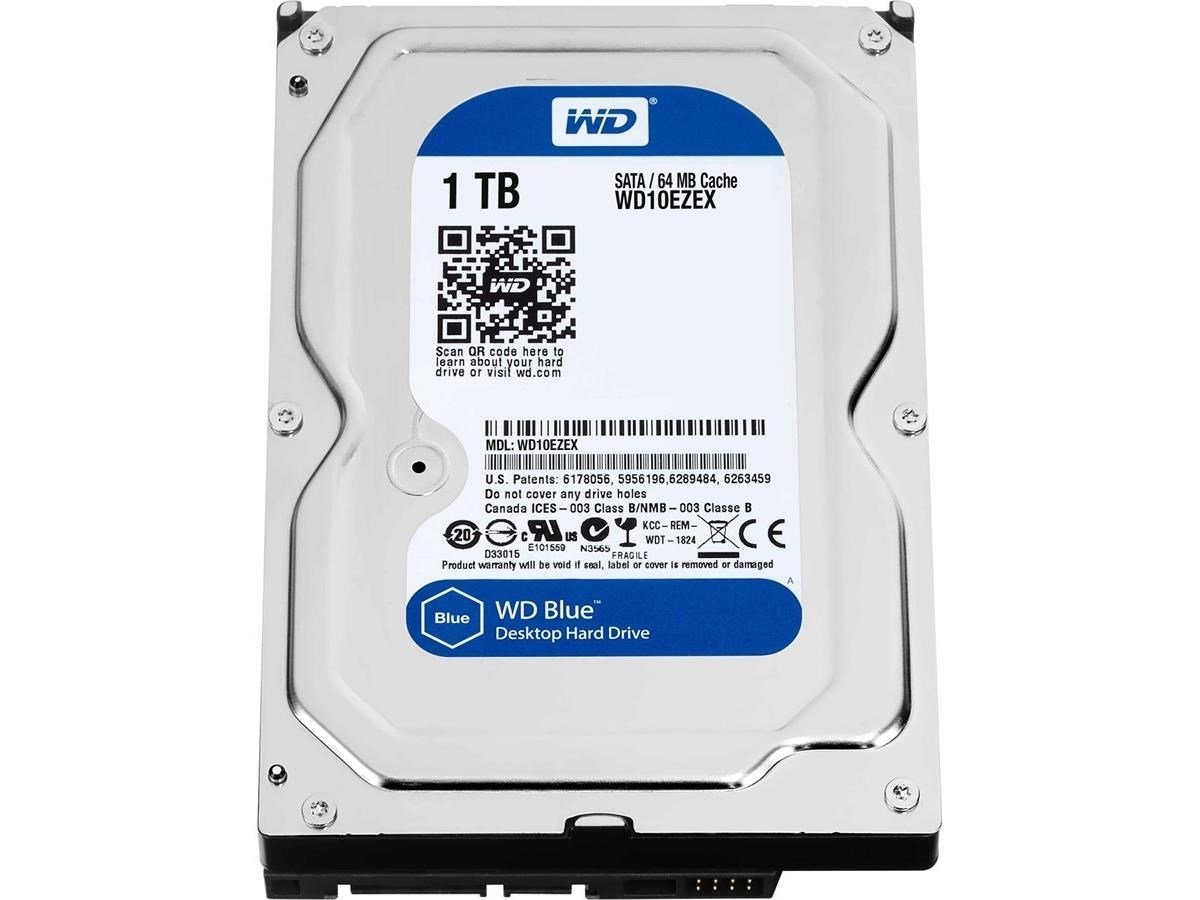 WD®
1 TB
SATA / 64 MB Cache
WD10EZEX
WD
Scan QR code here to
learn about your hard
drive or visit wd.com
MDL: WD10EZEX
U.S. Patents: 6178056, 5956196,6289484, 6263459
Do not cover any drive holes
Canada ICES-003 Class B/NMB-003 Classe B
20
D33015
c RU US
E101559
N3565
FRAGILE
KCC-REM-
WDT-1824
CE
Product warranty will be void if seal, label or cover is removed or damaged
A
Blue
WD Blue™
Desktop Hard Drive